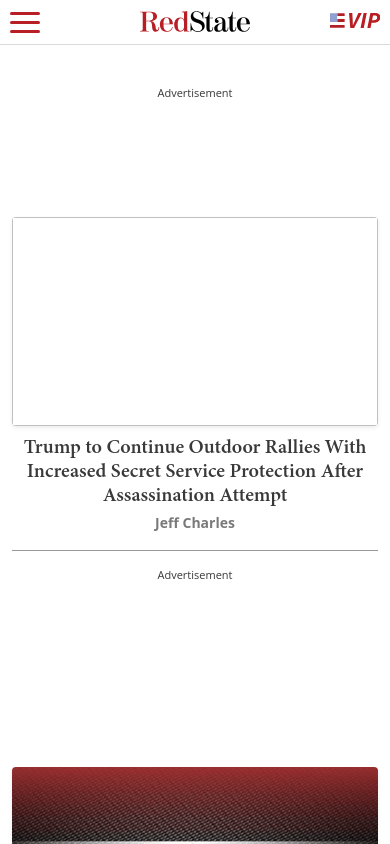 RedState
VIP
Advertisement
Trump to Continue Outdoor Rallies With
Increased Secret Service Protection After
Assassination Attempt
Jeff Charles
Advertisement